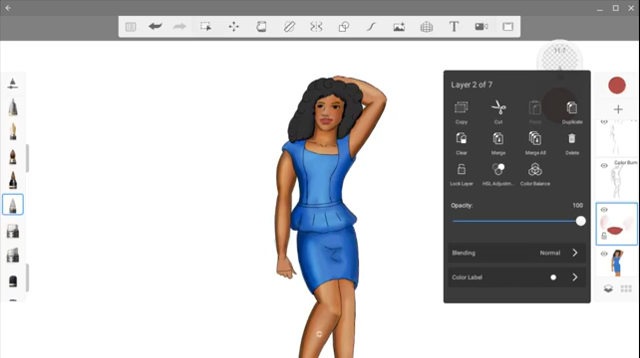 T
Layer 2 of 7
Copy
Cut
Paste
Duplicate
Clear
Merge
Merge All
Delete
Lock Layer
HSL Adjustm...
Color Balance
Color Burn
Opacity:
100
Blending
Normal
Color Label